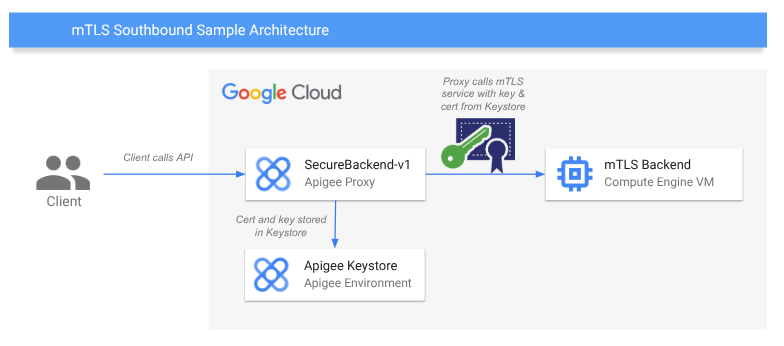 mTLS Southbound Sample Architecture
Google Cloud
Proxy calls mTLS
service with key &
cert from Keystore
Client calls API
SecureBackend-v1
Apigee Proxy
mTLS Backend
Compute Engine VM
Client
Cert and key stored
in Keystore
Apigee Keystore
Apigee Environment